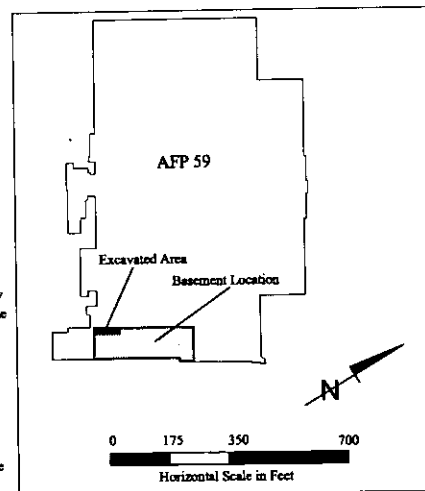 AFP 59
Excavated Area
Basement Location
N
0 175 350 700
Horizontal Scale in Feet